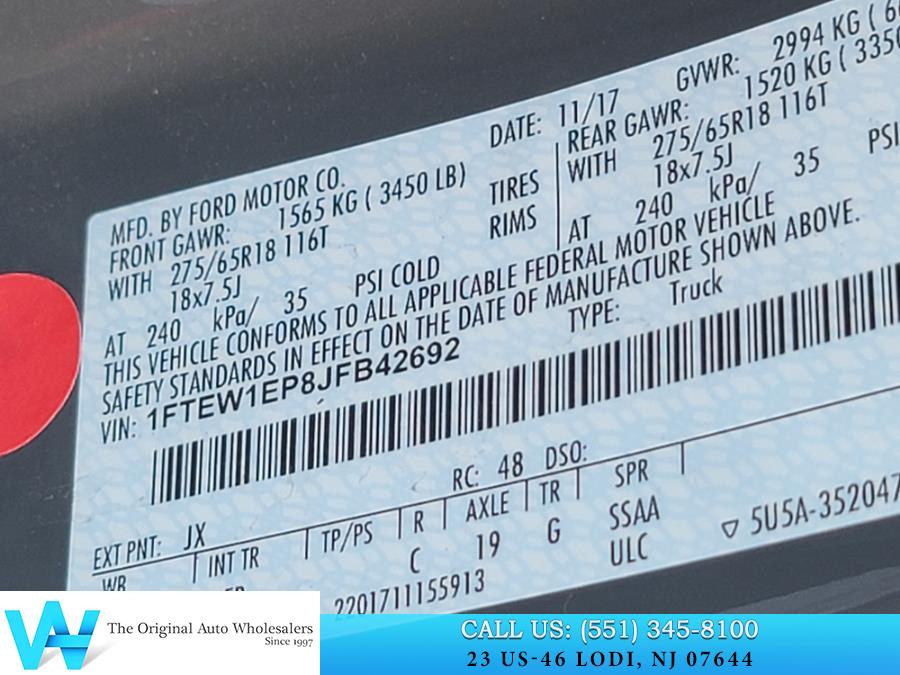 MFD. BY FORD MOTOR CO.
DATE: 11/17
GVWR: 2994 KG (
FRONT GAWR: 1565 KG ( 3450 LB)
REAR GAWR: 1520 KG ( 3350
WITH 275/65R18 116T
TIRES
WITH 275/65R18 116T
18x7.5J
RIMS
18x7.5J
AT 240 kPa/ 35 PSI COLD
AT 240 kPa/ 35 PSI
THIS VEHICLE CONFORMS TO ALL APPLICABLE FEDERAL MOTOR VEHICLE
SAFETY STANDARDS IN EFFECT ON THE DATE OF MANUFACTURE SHOWN ABOVE.
VIN: 1FTEW1EP8JFB42692
TYPE: Truck
RC: 48 DSO:
EXT PNT: JX
WB INT TR TP/PS R AXLE TR SPR
C 19 G SSAA
ULC
▽ 5U5A-352047
2201711155913
The Original Auto Wholesalers
Since 1997
CALL US: (551) 345-8100
23 US-46 LODI, NJ 07644